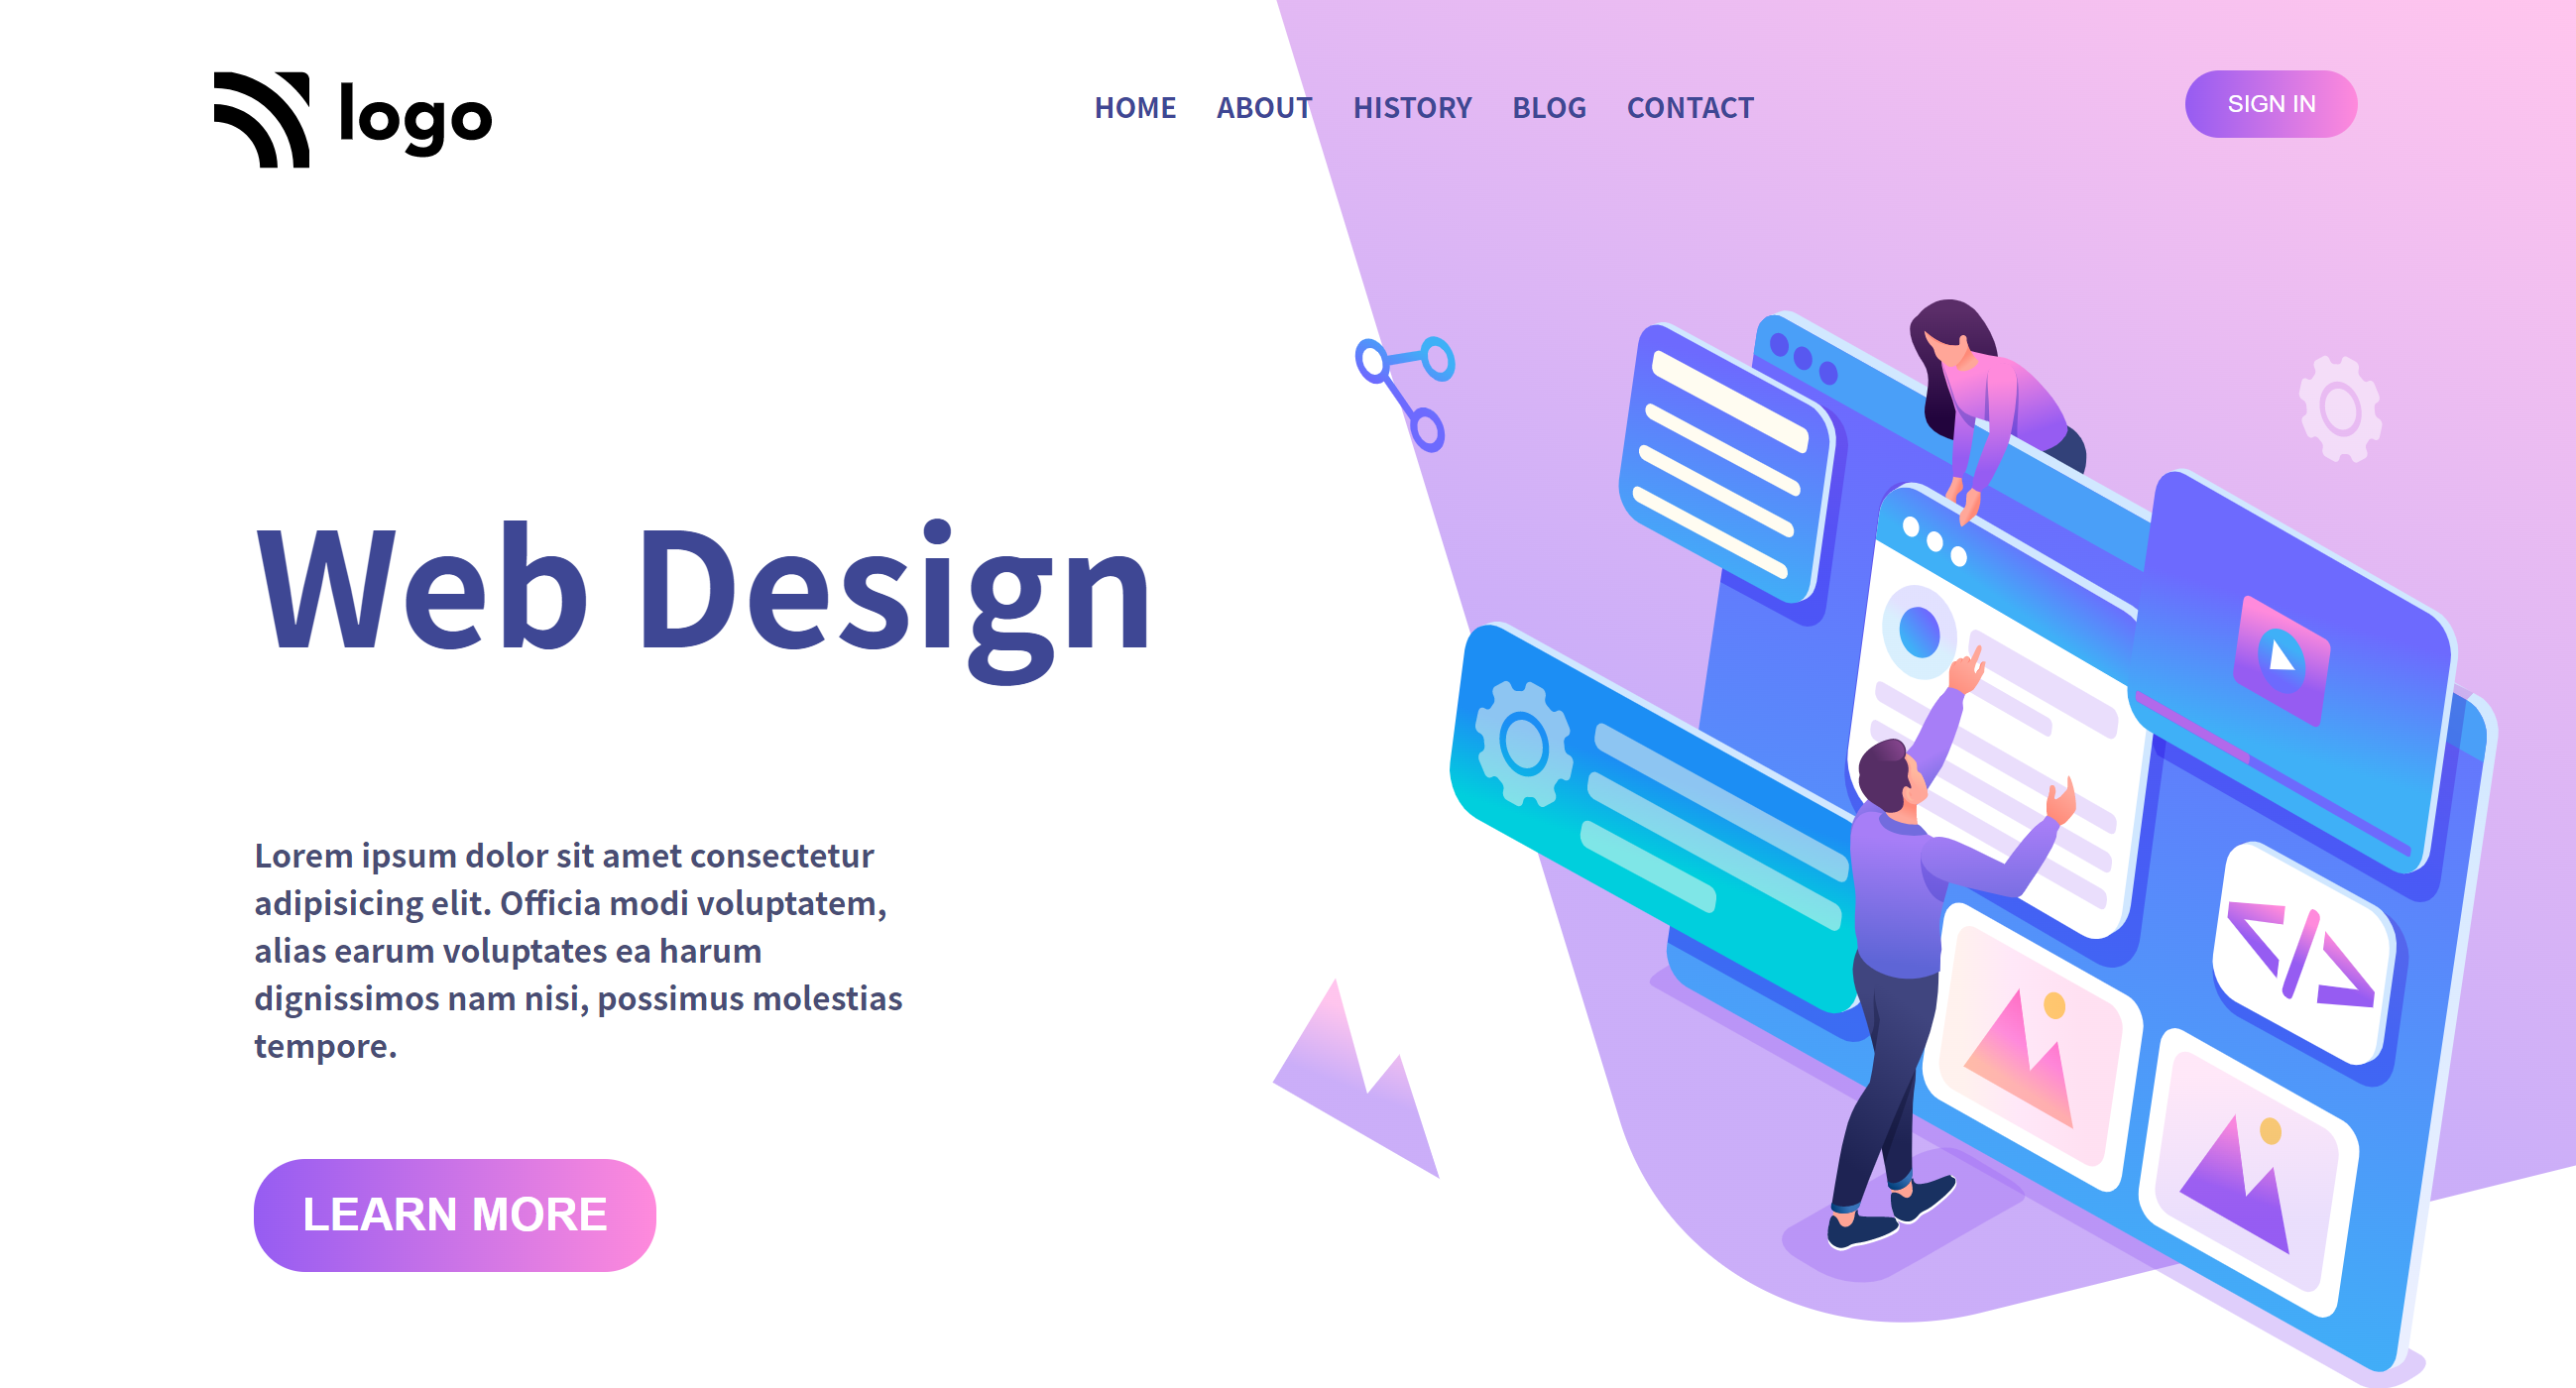 logo
HOME ABOUT HISTORY BLOG CONTACT
SIGN IN
Web Design
Lorem ipsum dolor sit amet consectetur
adipisicing elit. Officia modi voluptatem,
alias earum voluptates ea harum
dignissimos nam nisi, possimus molestias
tempore.
LEARN MORE
</>